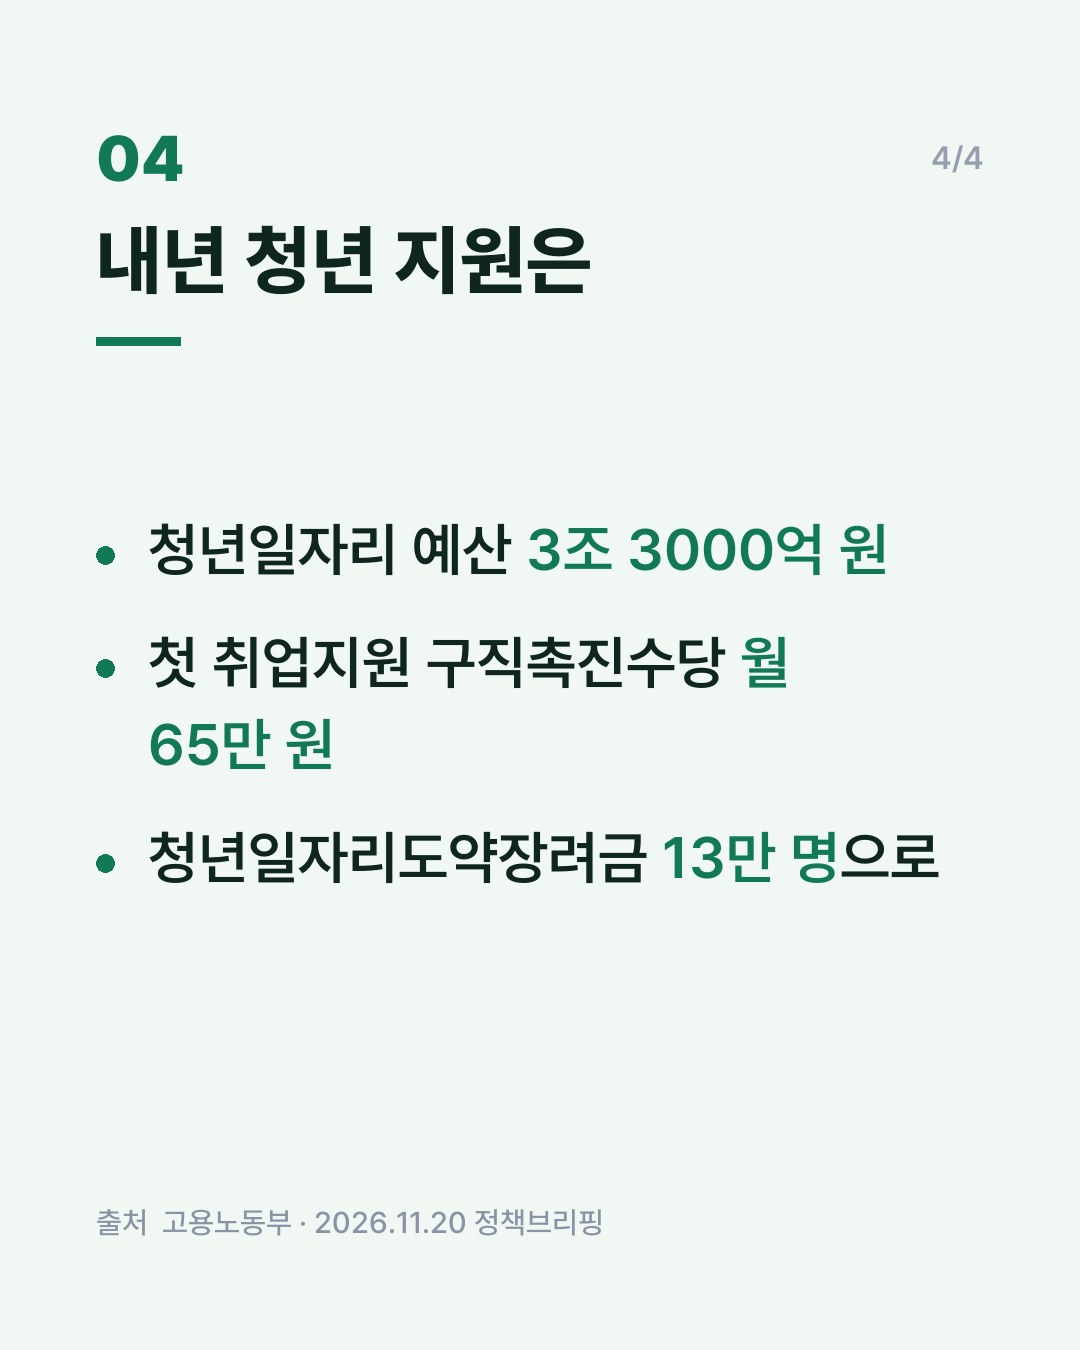 04
4/4
내년 청년 지원은
청년일자리 예산 3조 3000억 원
첫 취업지원 구직촉진수당 월
65만 원
청년일자리도약장려금 13만 명으로
출처 고용노동부 · 2026.11.20 정책브리핑